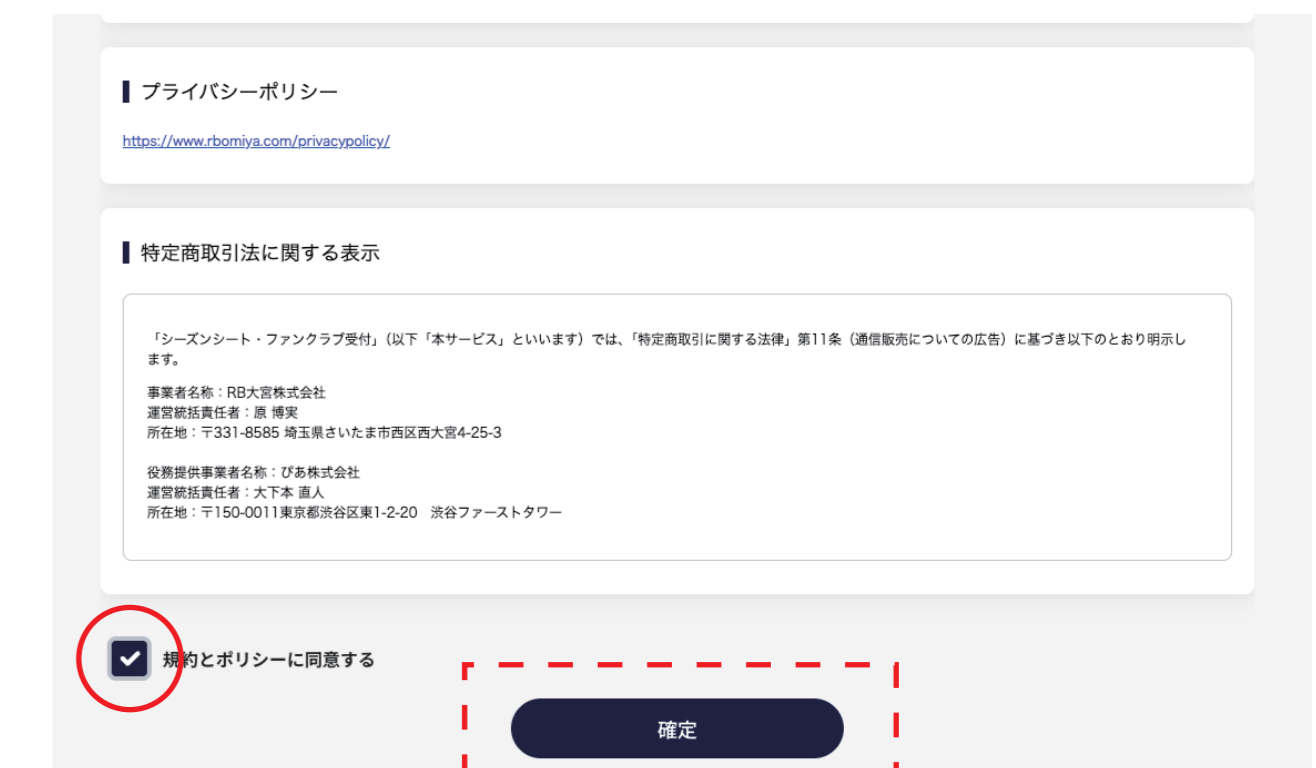 プライバシーポリシー
https://www.rbomiya.com/privacypolicy/
特定商取引法に関する表示
「シーズンシート・ファンクラブ受付」（以下「本サービス」といいます）では、「特定商取引に関する法律」第11条（通信販売についての広告）に基づき以下のとおり明示し
ます。
事業者名称：RB大宮株式会社
運営統括責任者：原 博実
所在地：〒331-8585 埼玉県さいたま市西区西大宮4-25-3
役務提供事業者名称：ぴあ株式会社
運営統括責任者：大下本 直人
所在地：〒150-0011東京都渋谷区東1-2-20　渋谷ファーストタワー
規約とポリシーに同意する
確定